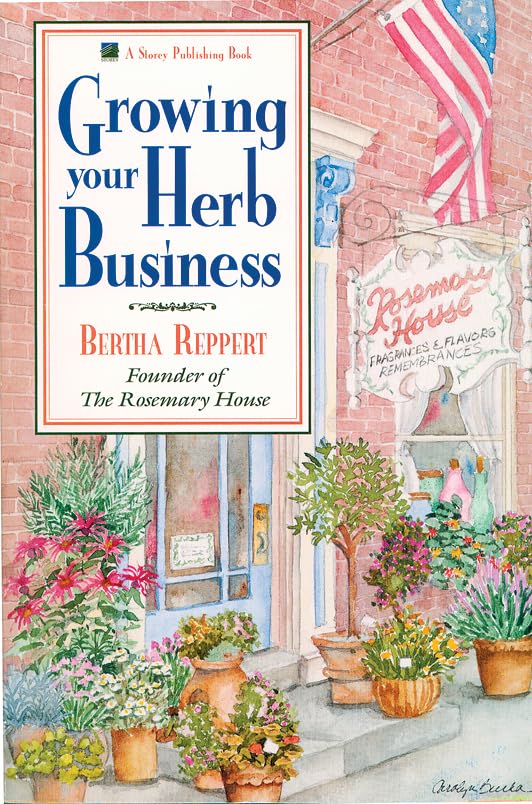 STOREY
A Storey Publishing Book
Growing
your Herb
Business
BERTHA REPPERT
Founder of
The Rosemary House
Rosemary
House
FRAGRANCES & FLAVORS
REMEMBRANCES